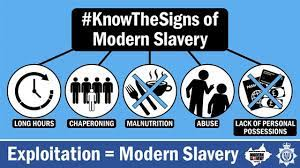 #KnowTheSigns of
Modern Slavery
LONG HOURS
CHAPERONING
MALNUTRITION
ABUSE
LACK OF PERSONAL
POSSESSIONS
Exploitation = Modern Slavery